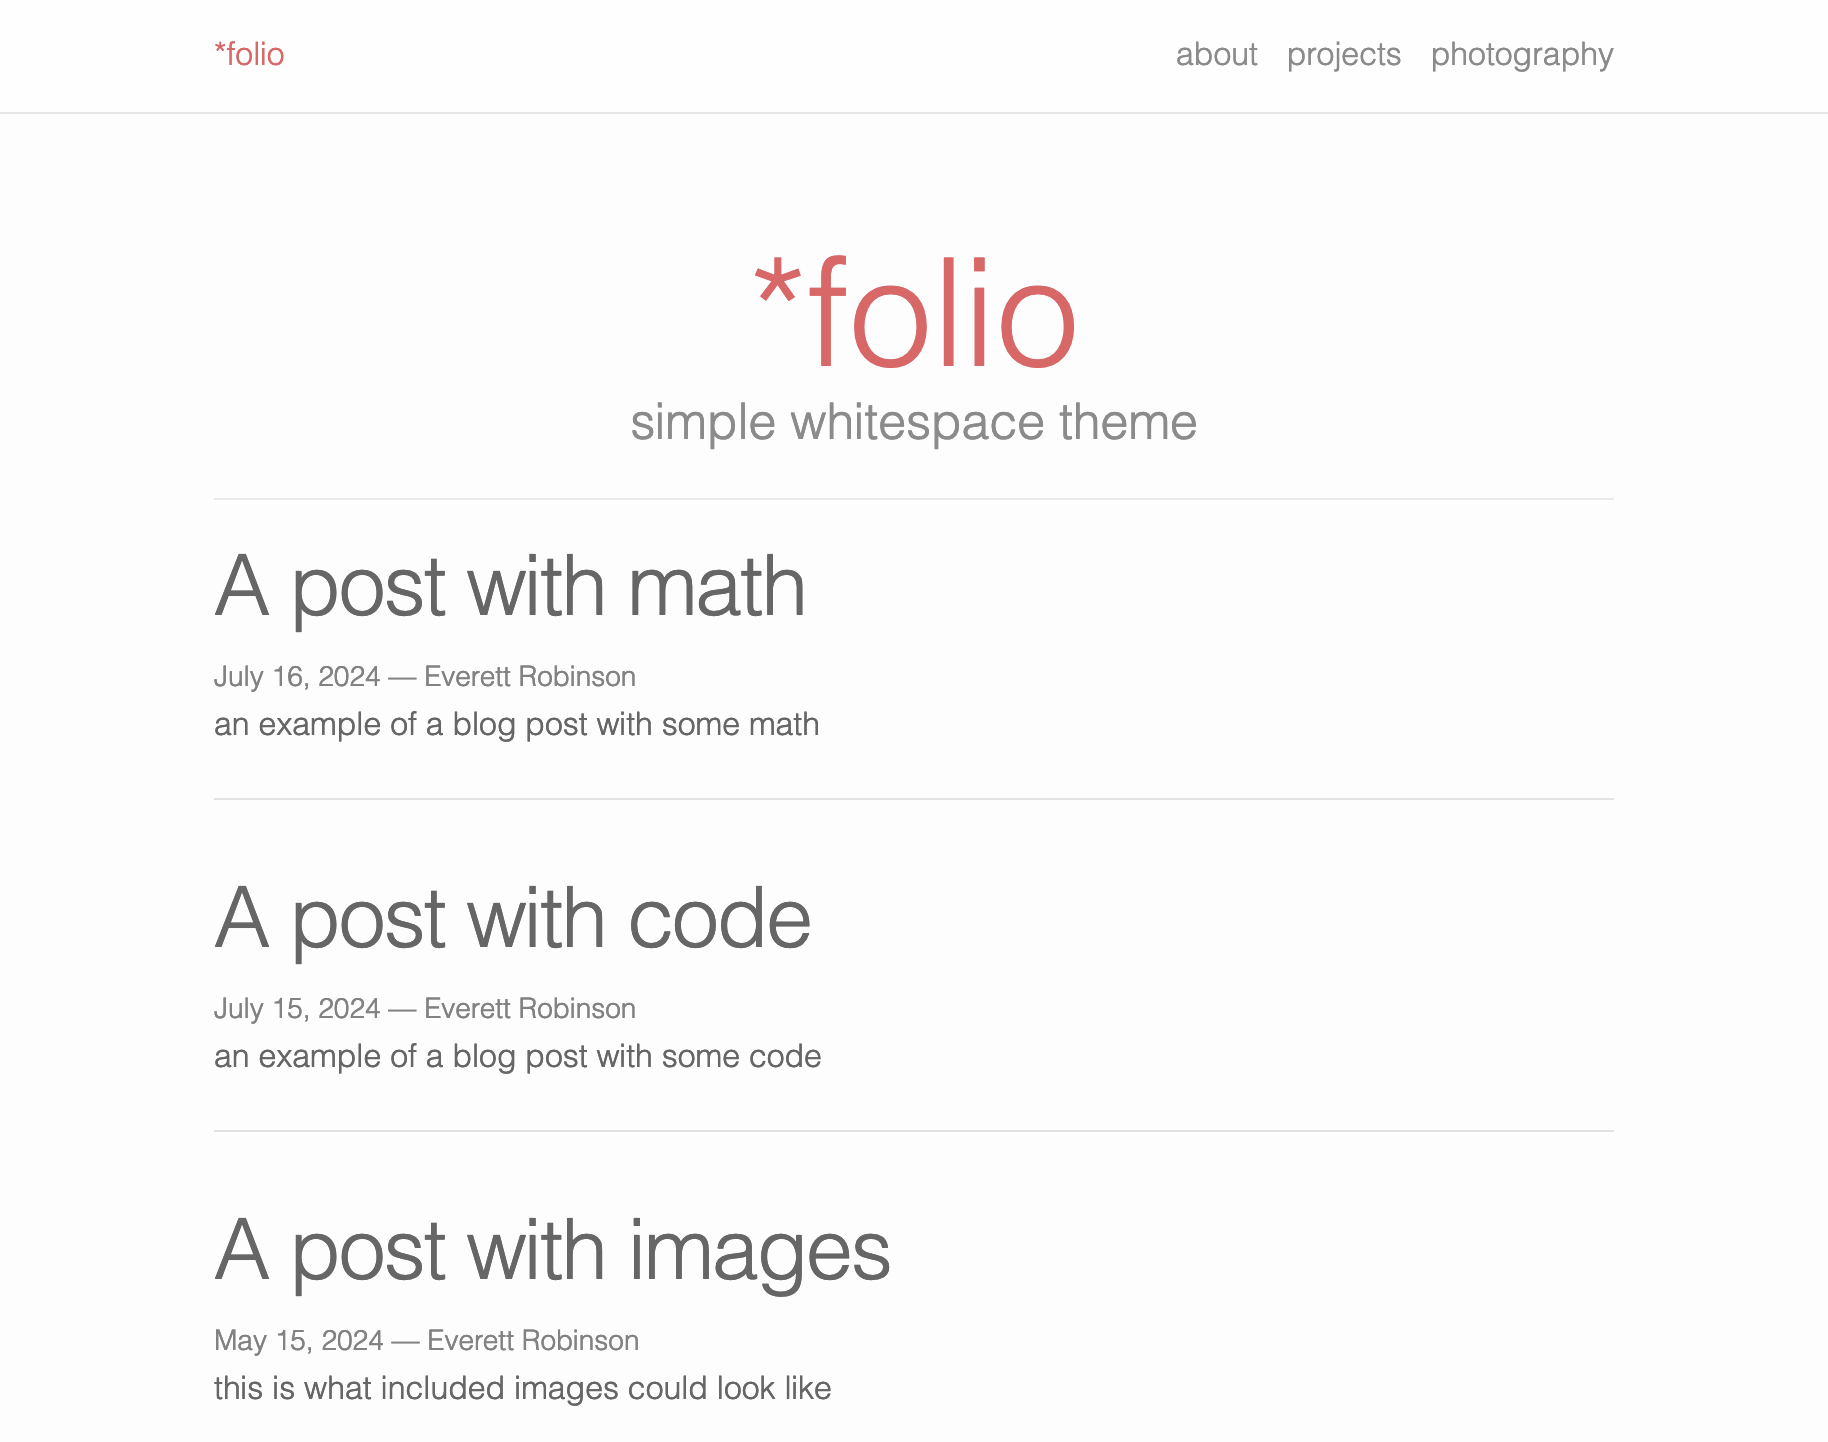 *folio
about projects photography
*folio
simple whitespace theme
A post with math
July 16, 2024 — Everett Robinson
an example of a blog post with some math
A post with code
July 15, 2024 — Everett Robinson
an example of a blog post with some code
A post with images
May 15, 2024 — Everett Robinson
this is what included images could look like